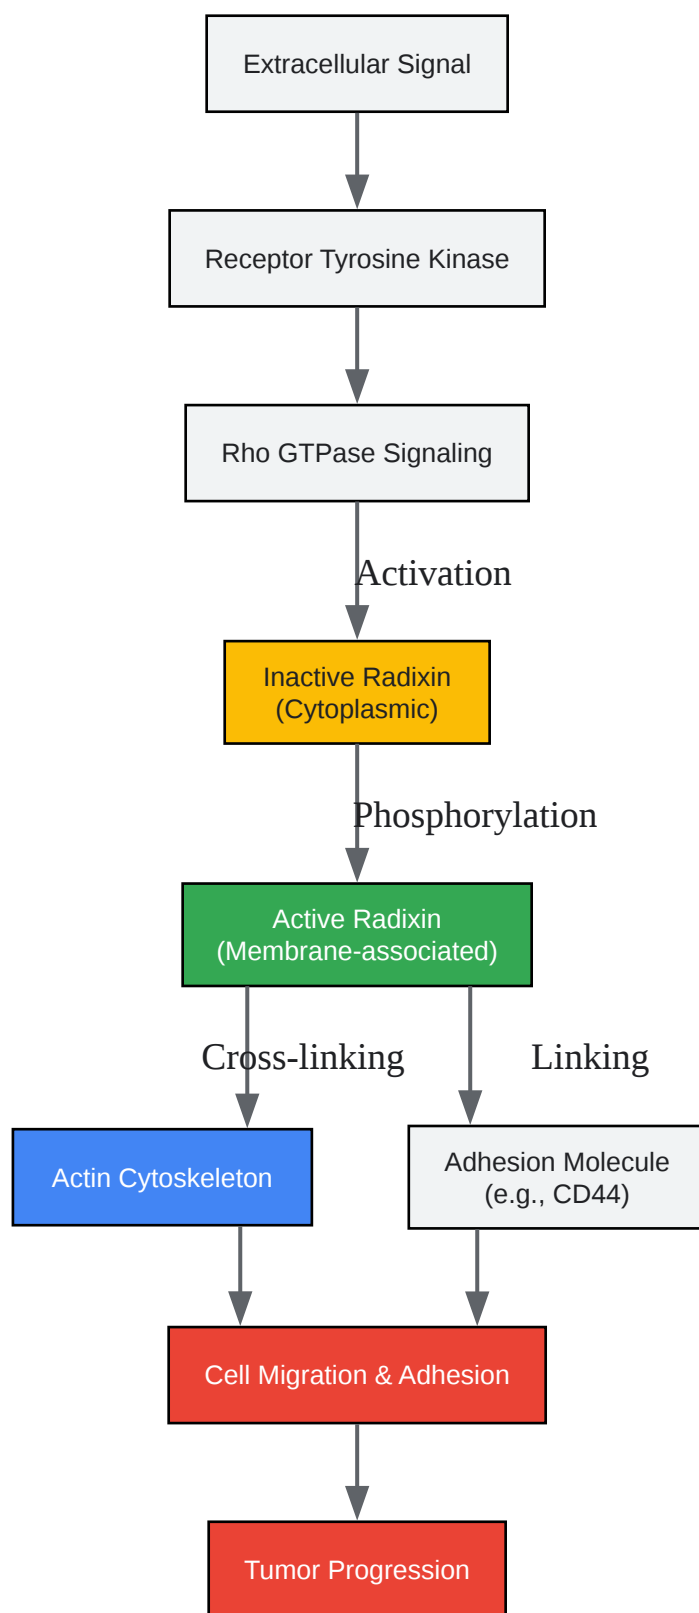 Extracellular Signal
Receptor Tyrosine Kinase
Rho GTPase Signaling
Activation
Inactive Radixin
(Cytoplasmic)
Phosphorylation
Active Radixin
(Membrane-associated)
Cross-linking
Linking
Actin Cytoskeleton
Adhesion Molecule
(e.g., CD44)
Cell Migration & Adhesion
Tumor Progression